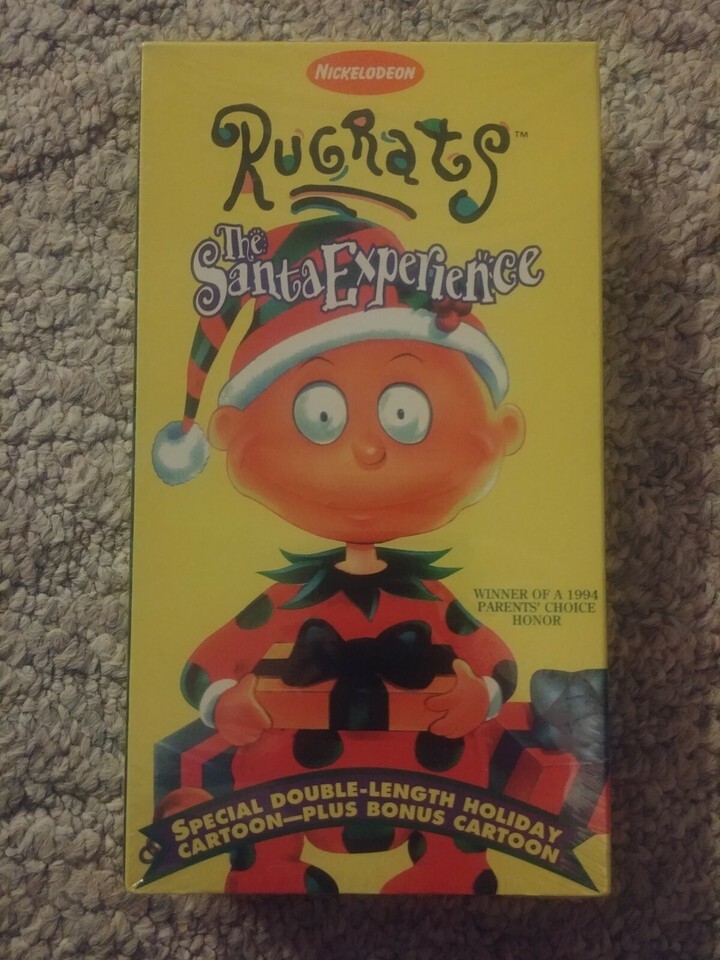 NICKELODEON
RUGRatS™
The
Santa Experience
WINNER OF A 1994
PARENTS' CHOICE
HONOR
SPECIAL DOUBLE-LENGTH HOLIDAY
CARTOON—PLUS BONUS CARTOON